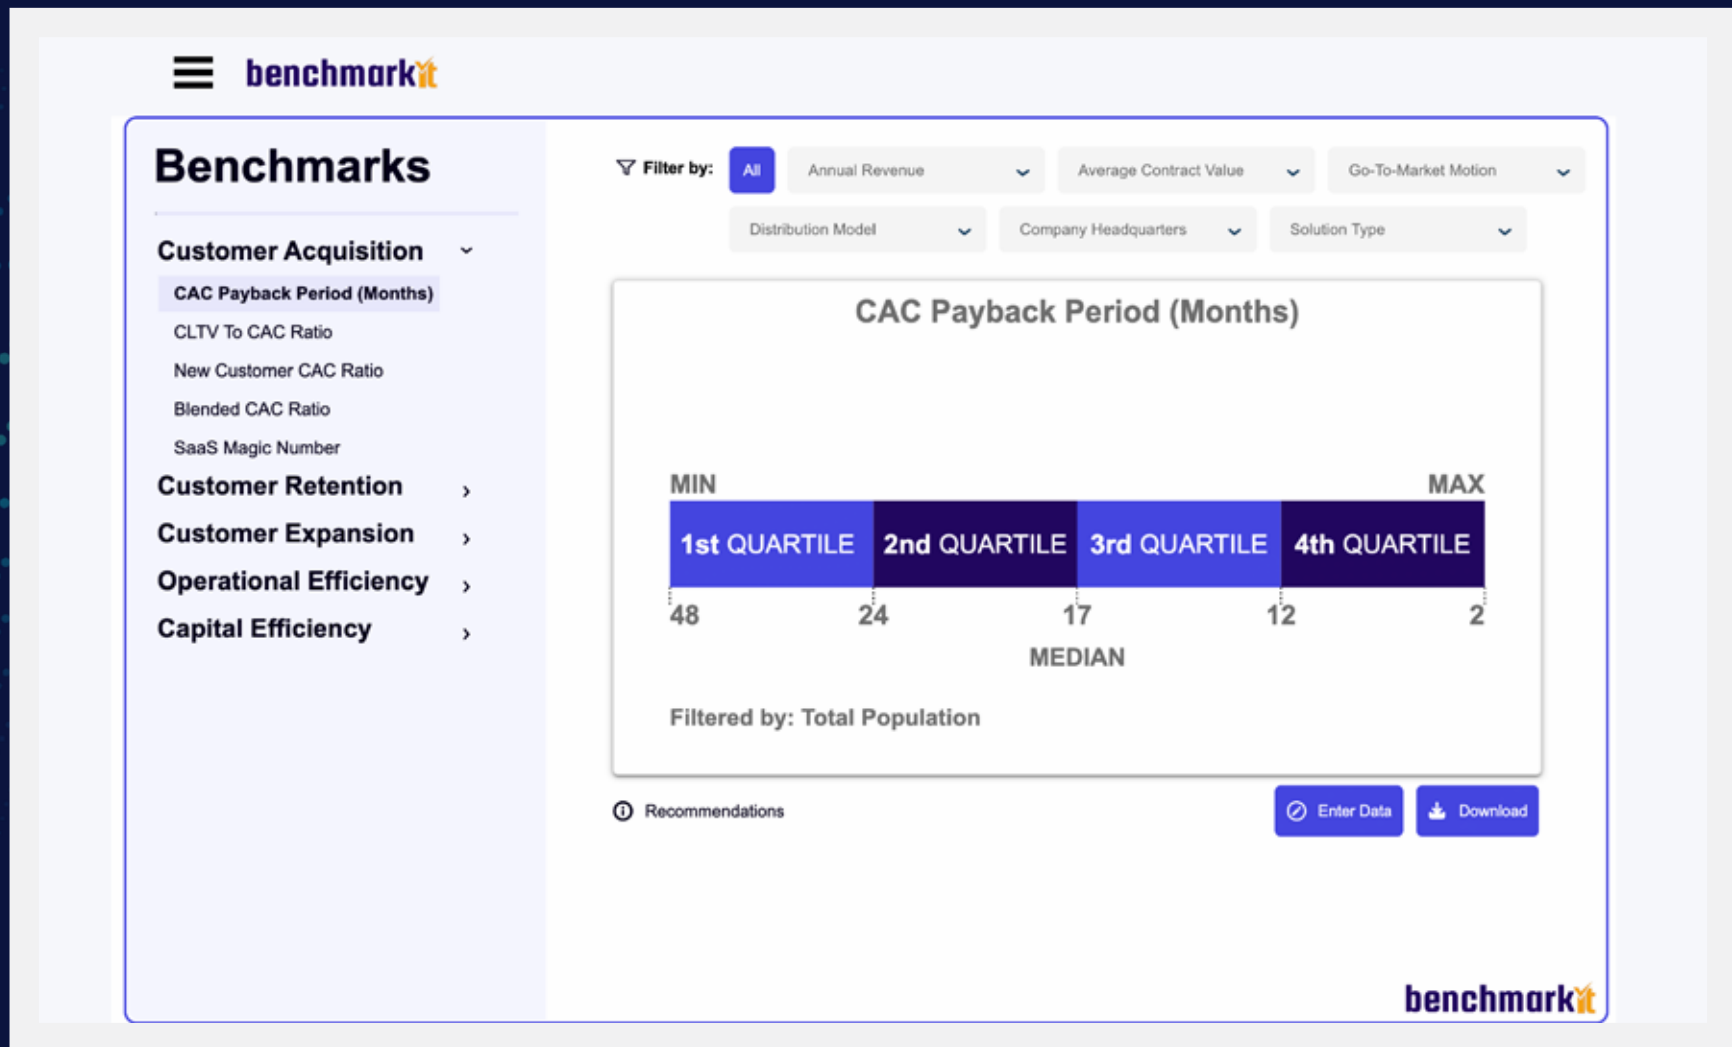 benchmarkit
Benchmarks
Customer Acquisition
CAC Payback Period (Months)
CLTV To CAC Ratio
New Customer CAC Ratio
Blended CAC Ratio
SaaS Magic Number
Customer Retention
Customer Expansion
Operational Efficiency
Capital Efficiency
Filter by: All Annual Revenue Average Contract Value Go-To-Market Motion
Distribution Model Company Headquarters Solution Type
CAC Payback Period (Months)
MIN MAX
1st QUARTILE 2nd QUARTILE 3rd QUARTILE 4th QUARTILE
48 24 17 12 2
MEDIAN
Filtered by: Total Population
Recommendations Enter Data Download
benchmarkit